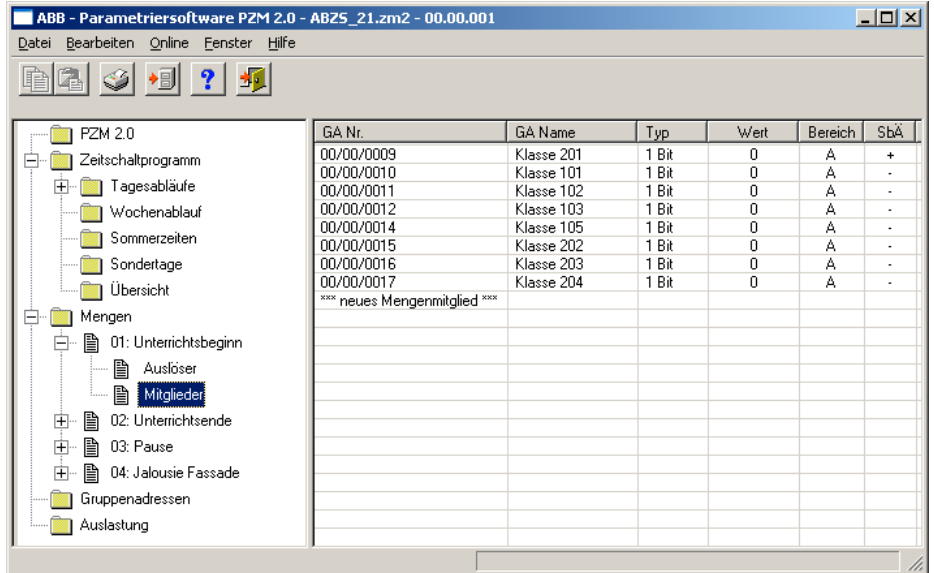 ABB - Parametriersoftware PZM 2.0 - ABZS_21.zm2 - 00.00.001
Datei Bearbeiten Online Fenster Hilfe
PZM 2.0
Zeitschaltprogramm
Tagesabläufe
Wochenablauf
Sommerzeiten
Sondertage
Übersicht
Mengen
01: Unterrichtsbeginn
Auslöser
Mitglieder
02: Unterrichtsende
03: Pause
04: Jalousie Fassade
Gruppenadressen
Auslastung
GA Nr. GA Name Typ Wert Bereich SbÄ
00/00/0009 Klasse 201 1 Bit 0 A +
00/00/0010 Klasse 101 1 Bit 0 A -
00/00/0011 Klasse 102 1 Bit 0 A -
00/00/0012 Klasse 103 1 Bit 0 A -
00/00/0014 Klasse 105 1 Bit 0 A -
00/00/0015 Klasse 202 1 Bit 0 A -
00/00/0016 Klasse 203 1 Bit 0 A -
00/00/0017 Klasse 204 1 Bit 0 A -
*** neues Mengenmitglied ***